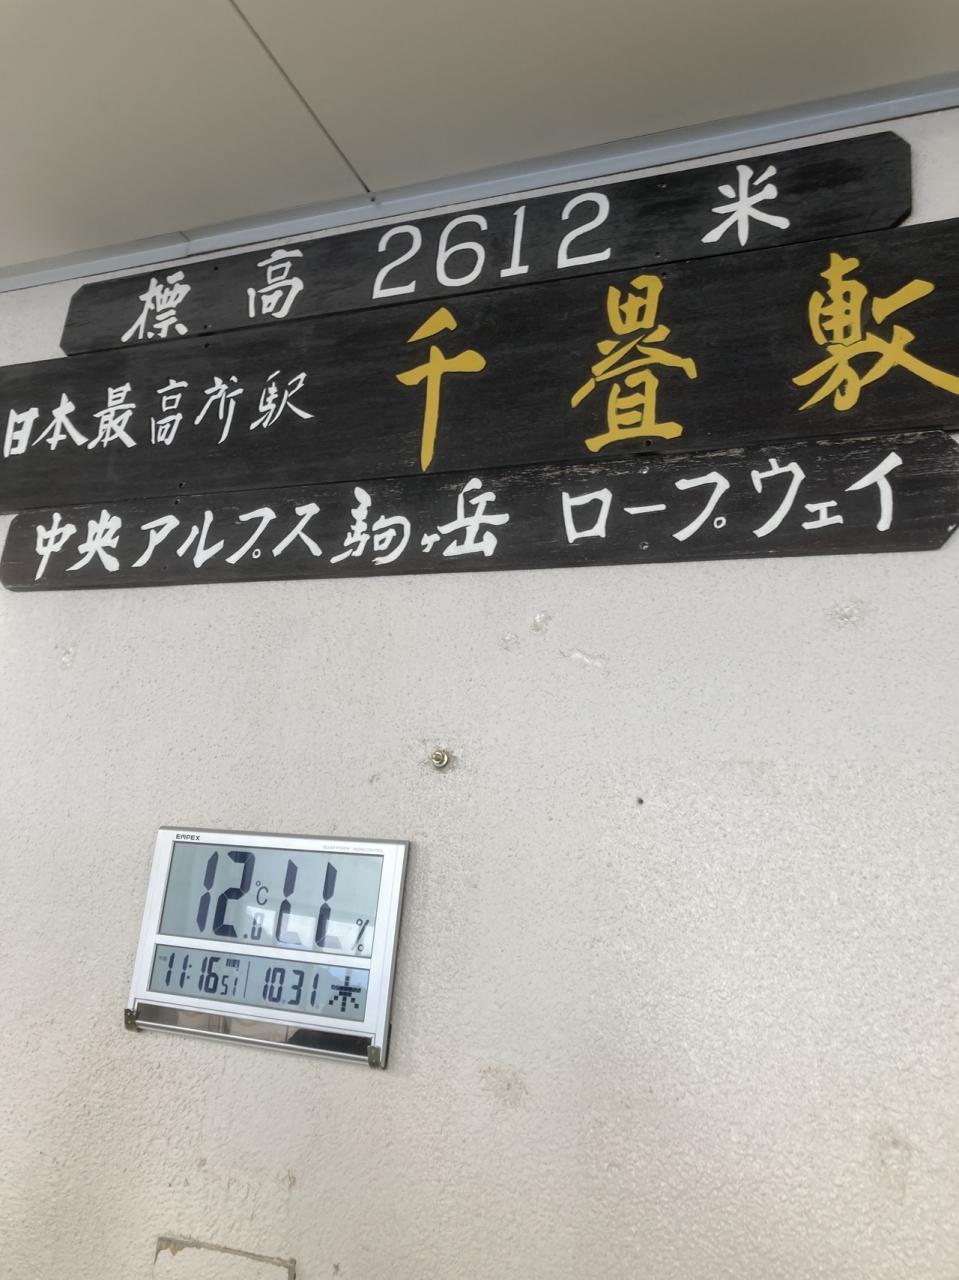 標高 2612 米
日本最高所駅 千畳敷
中央アルプス駒ヶ岳 ロープウェイ
EMPEX
12.0℃ LL%
11:16 51 10.31 木